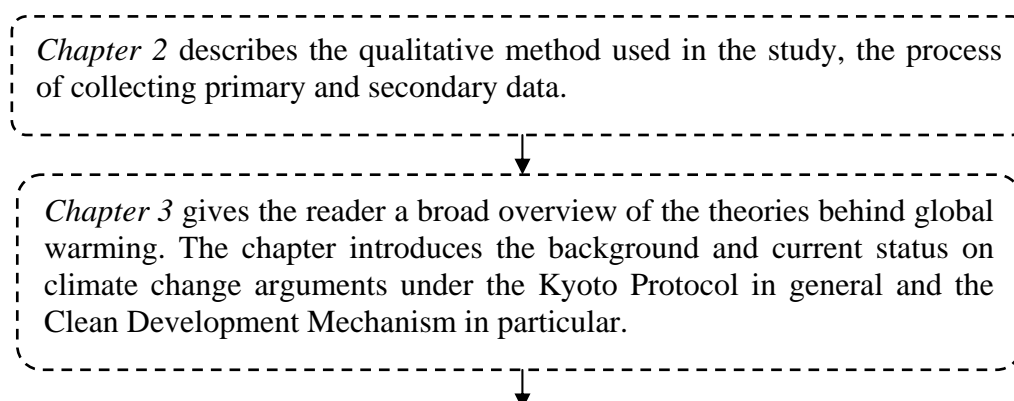 Chapter 2 describes the qualitative method used in the study, the process
of collecting primary and secondary data.
Chapter 3 gives the reader a broad overview of the theories behind global
warming. The chapter introduces the background and current status on
climate change arguments under the Kyoto Protocol in general and the
Clean Development Mechanism in particular.